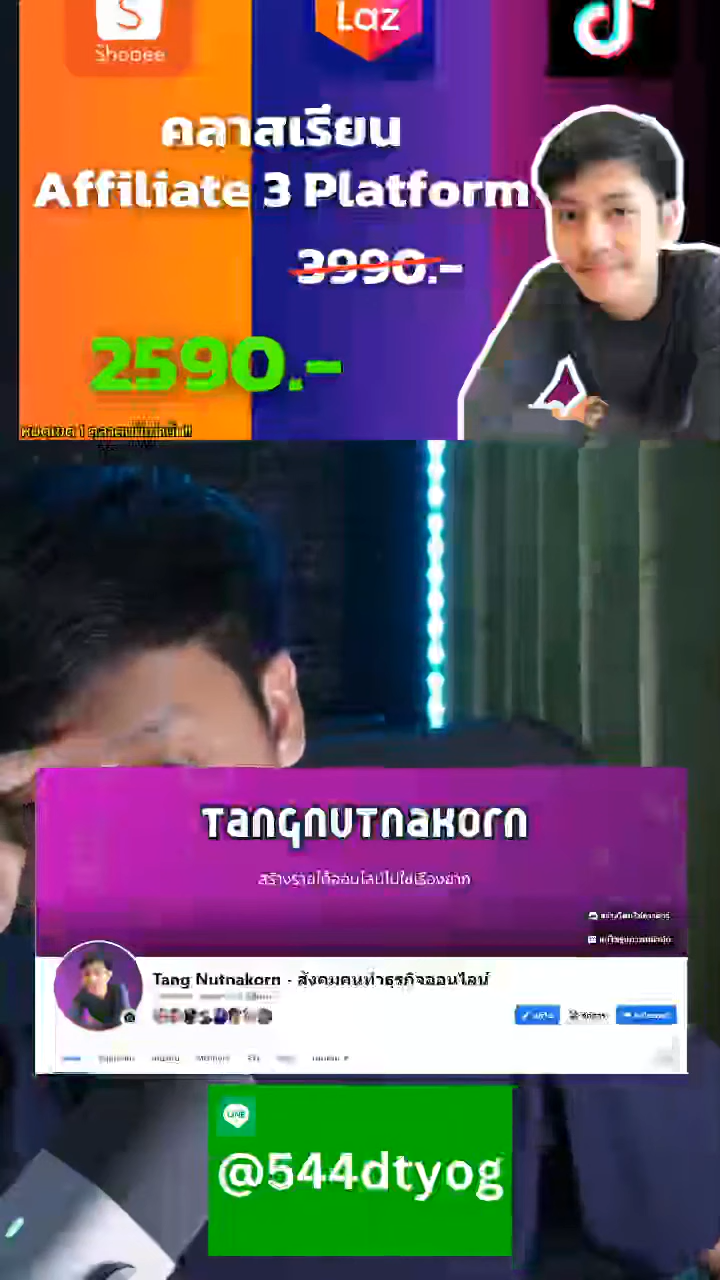 Shopee
Laz
คลาสเรียน
Affiliate 3 Platform
3990.-
2590.-
TANGNUTNAKORN
สร้างรายได้ออนไลน์ไม่ใช่เรื่องยาก
Tang Nutnakorn - สังคมคนทำธุรกิจออนไลน์
LINE
@544dtyog